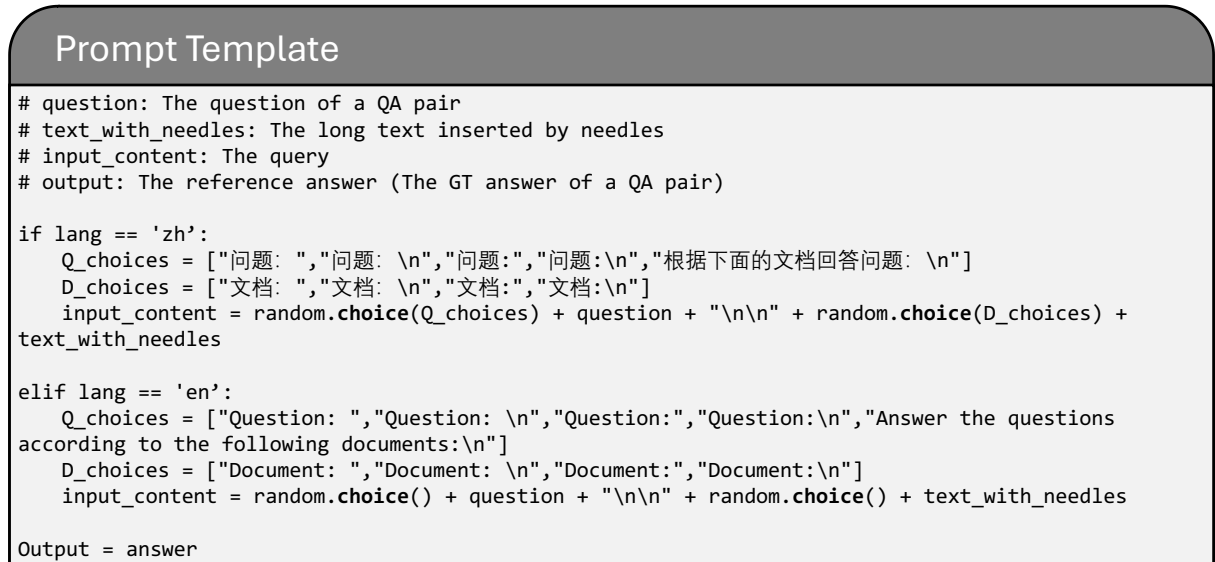 Prompt Template
# question: The question of a QA pair
# text_with_needles: The long text inserted by needles
# input_content: The query
# output: The reference answer (The GT answer of a QA pair)
if lang == 'zh’:
    Q_choices = ["问题：","问题：\n","问题:","问题:\n","根据下面的文档回答问题：\n"]
    D_choices = ["文档：","文档：\n","文档:","文档:\n"]
    input_content = random.choice(Q_choices) + question + "\n\n" + random.choice(D_choices) +
text_with_needles
elif lang == 'en’:
    Q_choices = ["Question: ","Question: \n","Question:","Question:\n","Answer the questions
according to the following documents:\n"]
    D_choices = ["Document: ","Document: \n","Document:","Document:\n"]
    input_content = random.choice() + question + "\n\n" + random.choice() + text_with_needles
Output = answer